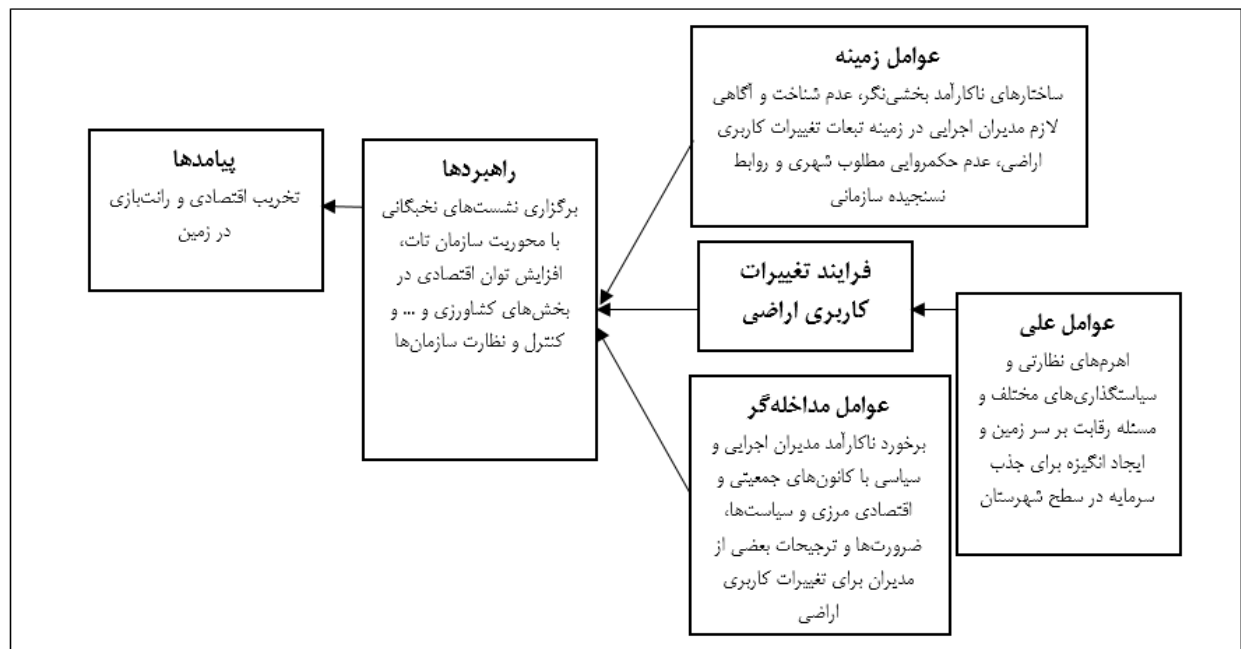 عوامل زمینه
ساختارهای ناکارآمد بخشی‌نگر، عدم شناخت و آگاهی
لازم مدیران اجرایی در زمینه تبعات تغییرات کاربری
اراضی، عدم حکمروایی مطلوب شهری و روابط
نسنجیده سازمانی
فرایند تغییرات
کاربری اراضی
عوامل علی
اهرم‌های نظارتی و
سیاستگذاری‌های مختلف و
مسئله رقابت بر سر زمین و
ایجاد انگیزه برای جذب
سرمایه در سطح شهرستان
عوامل مداخله‌گر
برخورد ناکارآمد مدیران اجرایی و
سیاسی با کانون‌های جمعیتی و
اقتصادی مرزی و سیاست‌ها،
ضرورت‌ها و ترجیحات بعضی از
مدیران برای تغییرات کاربری
اراضی
راهبردها
برگزاری نشست‌های نخبگانی
با محوریت سازمان تات،
افزایش توان اقتصادی در
بخش‌های کشاورزی و ... و
کنترل و نظارت سازمان‌ها
پیامدها
تخریب اقتصادی و رانت‌بازی
در زمین